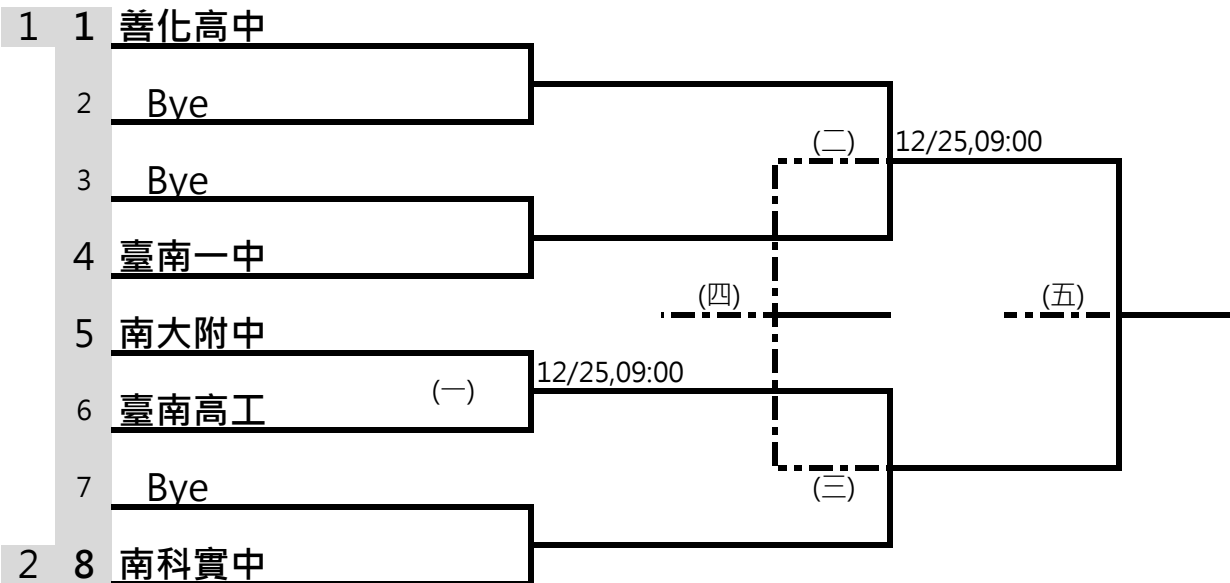 1 1 善化高中
2 Bye
(二) 12/25,09:00
3 Bye
4 臺南一中
(四) (五)
5 南大附中
12/25,09:00
(一)
6 臺南高工
7 Bye
(三)
2 8 南科實中